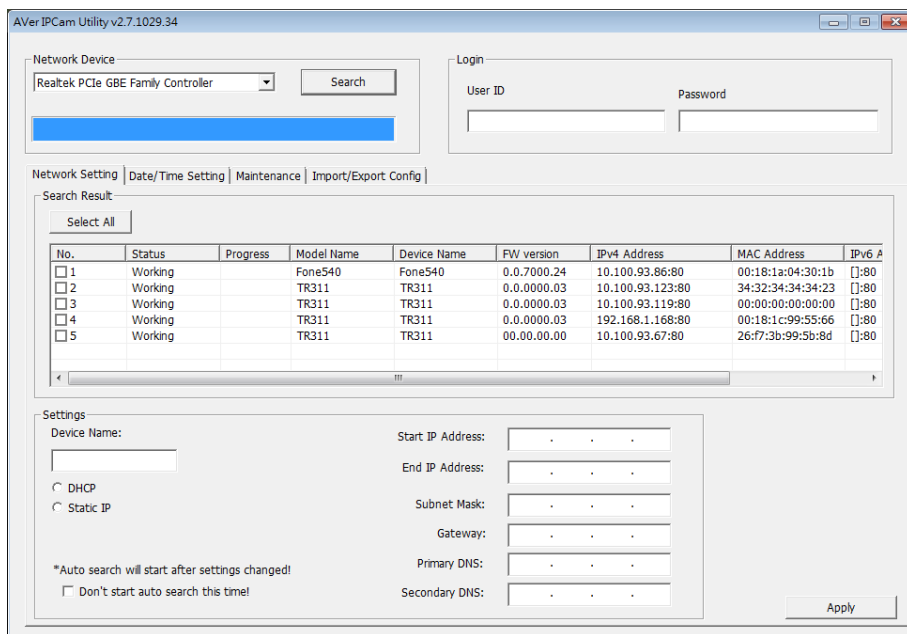 AVer IPCam Utility v2.7.1029.34
Network Device
Realtek PCIe GBE Family Controller
Search
Login
User ID
Password
Network Setting Date/Time Setting Maintenance Import/Export Config
Search Result
Select All
No. Status Progress Model Name Device Name FW version IPv4 Address MAC Address IPv6 A
1 Working Fone540 Fone540 0.0.7000.24 10.100.93.86:80 00:18:1a:04:30:1b []:80
2 Working TR311 TR311 0.0.0000.03 10.100.93.123:80 34:32:34:34:34:23 []:80
3 Working TR311 TR311 0.0.0000.03 10.100.93.119:80 00:00:00:00:00:00 []:80
4 Working TR311 TR311 0.0.0000.03 192.168.1.168:80 00:18:1c:99:55:66 []:80
5 Working TR311 TR311 00.00.00.00 10.100.93.67:80 26:f7:3b:99:5b:8d []:80
Settings
Device Name:
DHCP
Static IP
*Auto search will start after settings changed!
Don't start auto search this time!
Start IP Address: . . .
End IP Address: . . .
Subnet Mask: . . .
Gateway: . . .
Primary DNS: . . .
Secondary DNS: . . .
Apply